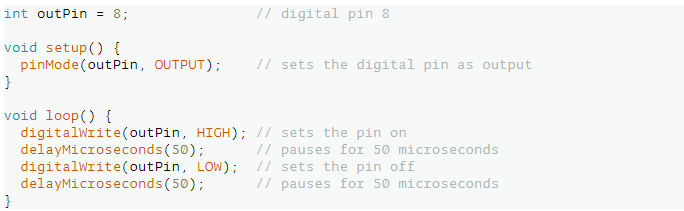 int outPin = 8;                // digital pin 8

void setup() {
  pinMode(outPin, OUTPUT);    // sets the digital pin as output
}

void loop() {
  digitalWrite(outPin, HIGH); // sets the pin on
  delayMicroseconds(50);      // pauses for 50 microseconds
  digitalWrite(outPin, LOW);  // sets the pin off
  delayMicroseconds(50);      // pauses for 50 microseconds
}